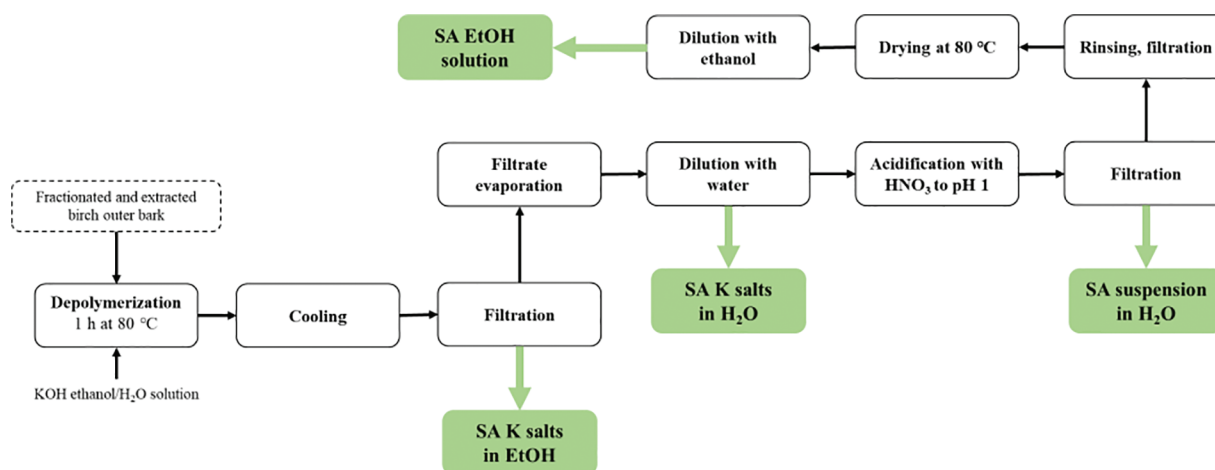 SA EtOH
solution
Dilution with
ethanol
Drying at 80 °C
Rinsing, filtration
Filtrate
evaporation
Dilution with
water
Acidification with
HNO₃ to pH 1
Filtration
Fractionated and extracted
birch outer bark
Depolymerization
1 h at 80 °C
Cooling
Filtration
SA K salts
in H₂O
SA suspension
in H₂O
KOH ethanol/H₂O solution
SA K salts
in EtOH